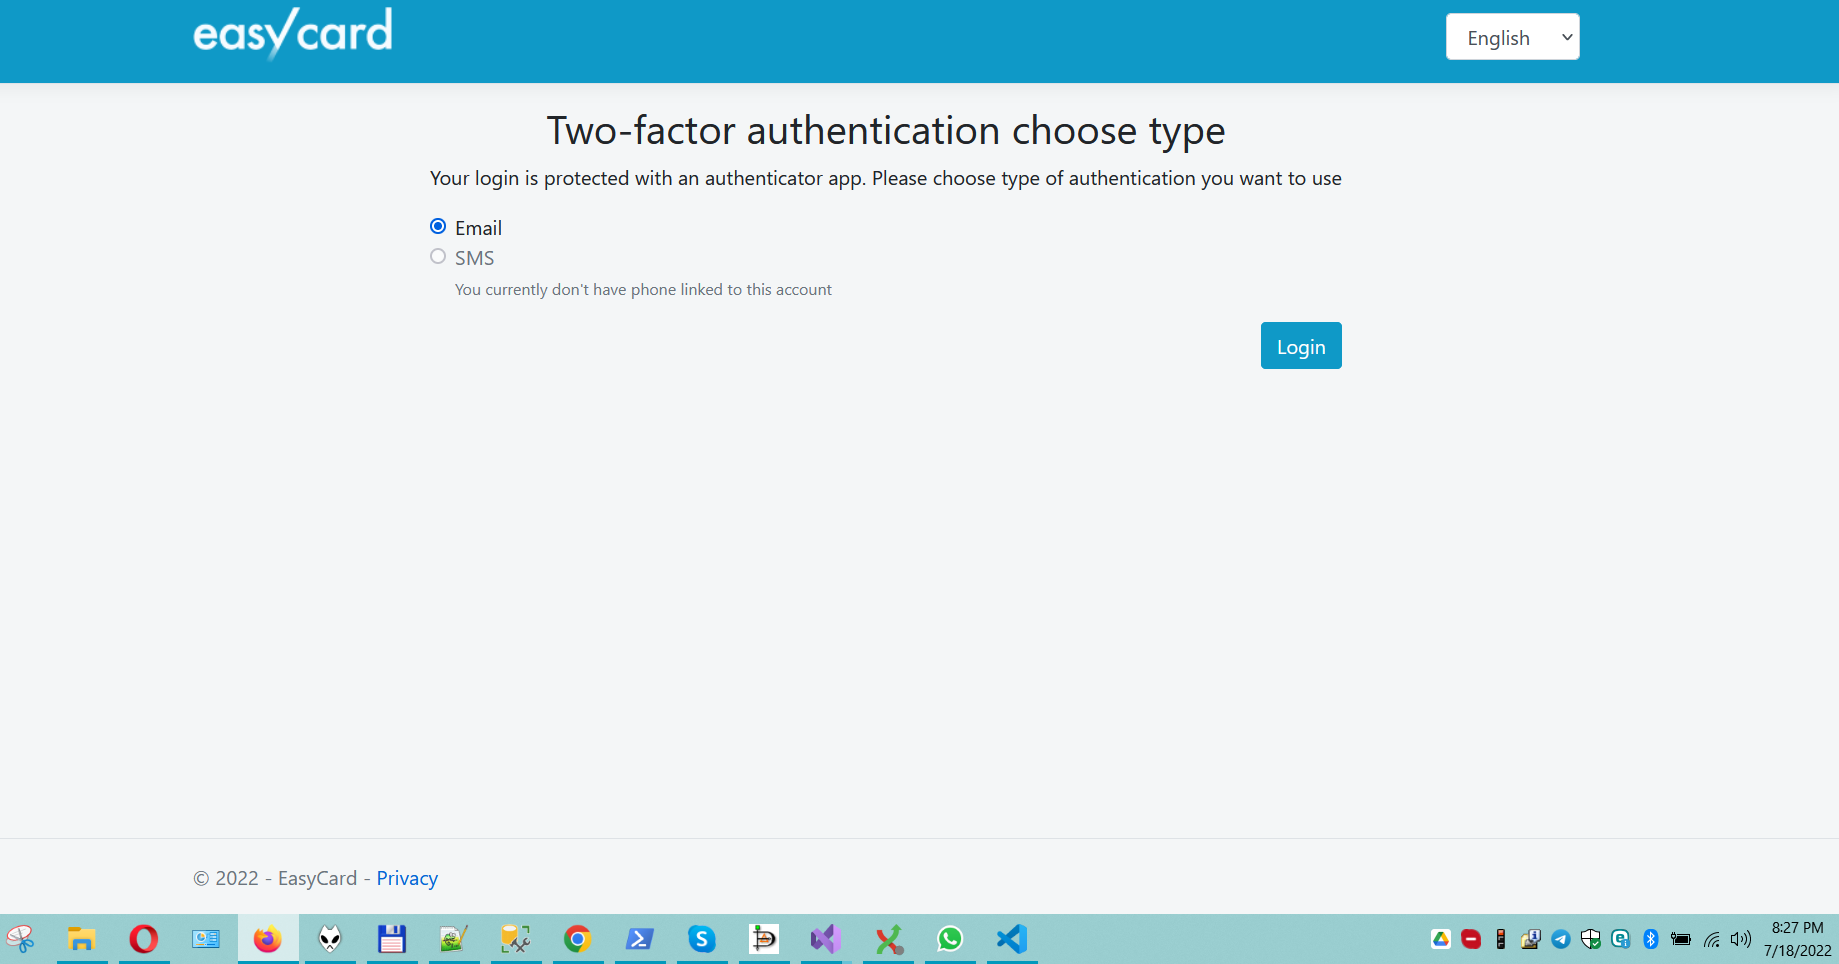 easycard
English
Two-factor authentication choose type
Your login is protected with an authenticator app. Please choose type of authentication you want to use
Email
SMS
You currently don't have phone linked to this account
Login
© 2022 - EasyCard - Privacy
8:27 PM
7/18/2022